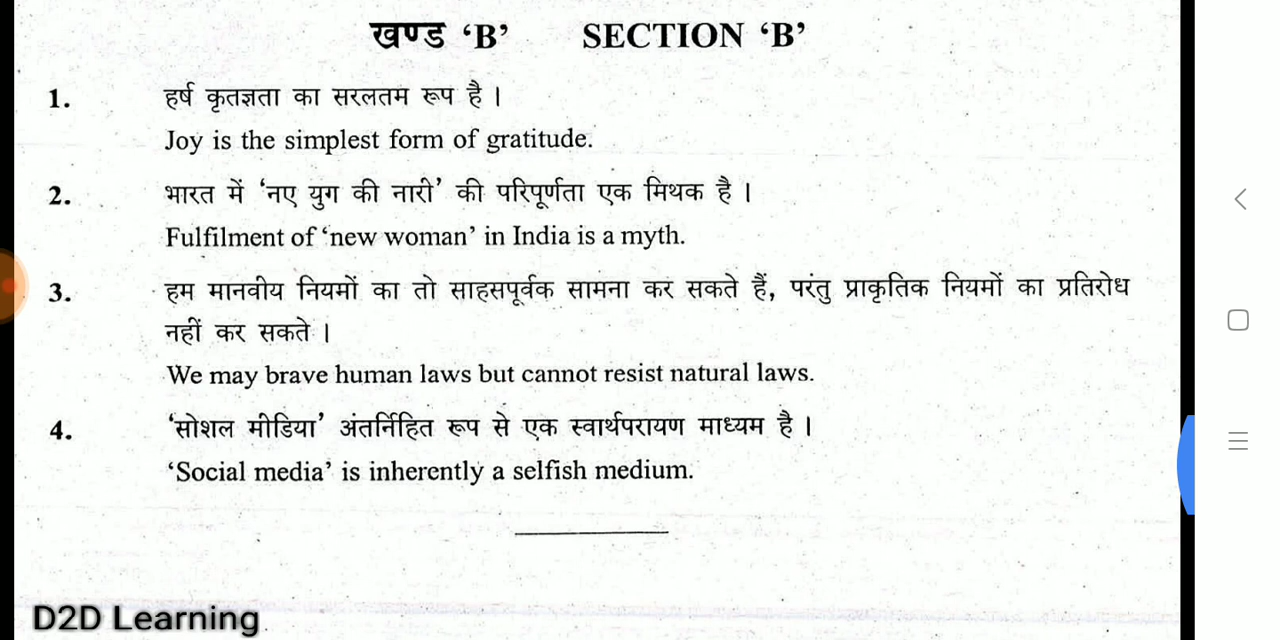 खण्ड ‘B’ SECTION ‘B’
1. हर्ष कृतज्ञता का सरलतम रूप है ।
Joy is the simplest form of gratitude.
2. भारत में ‘नए युग की नारी’ की परिपूर्णता एक मिथक है ।
Fulfilment of ‘new woman’ in India is a myth.
3. हम मानवीय नियमों का तो साहसपूर्वक सामना कर सकते हैं, परंतु प्राकृतिक नियमों का प्रतिरोध
नहीं कर सकते ।
We may brave human laws but cannot resist natural laws.
4. ‘सोशल मीडिया’ अंतर्निहित रूप से एक स्वार्थपरायण माध्यम है ।
‘Social media’ is inherently a selfish medium.
D2D Learning